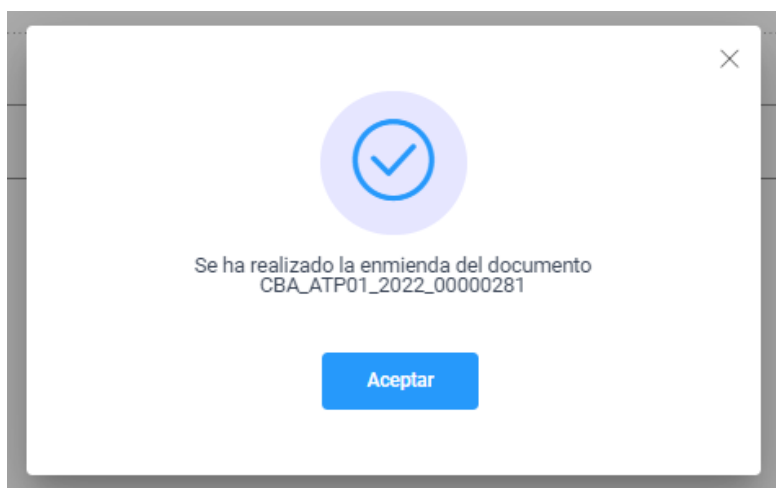 Se ha realizado la enmienda del documento
CBA_ATP01_2022_00000281
Aceptar